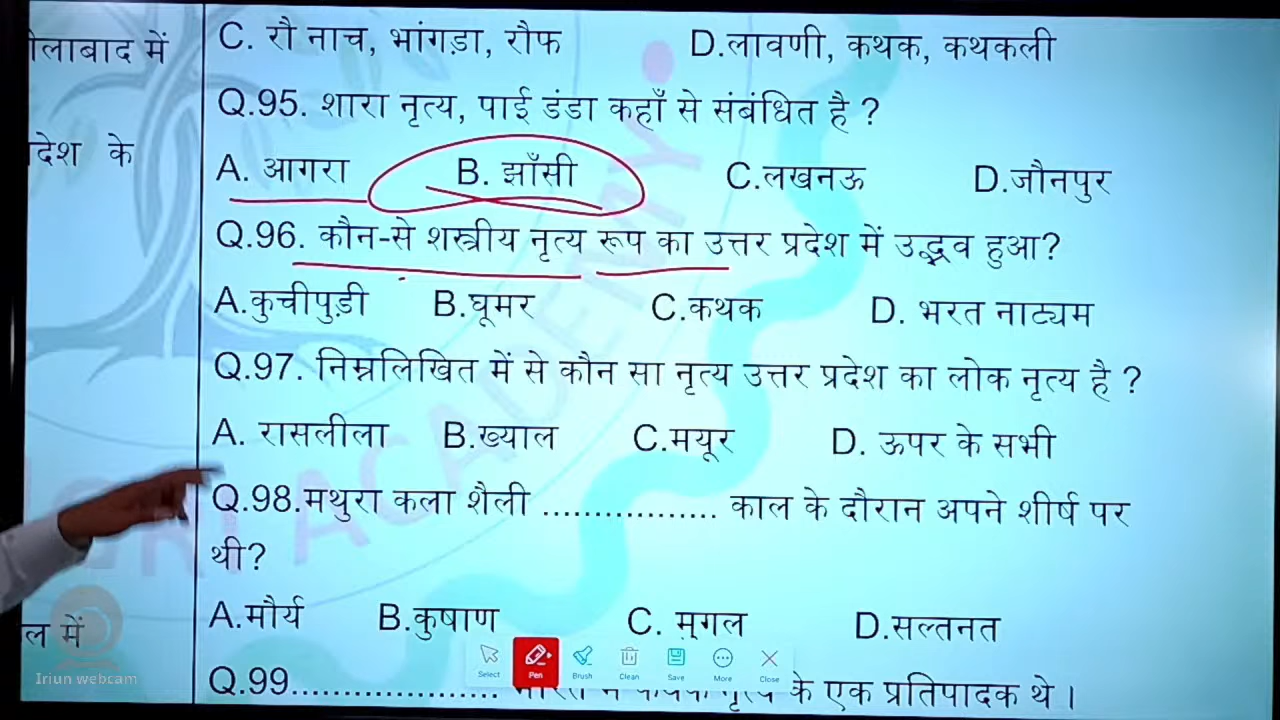 में
C. रौ नाच, भांगड़ा, रौफ D.लावणी, कथक, कथकली
Q.95. शारा नृत्य, पाई डंडा कहाँ से संबंधित है ?
देश के
A. आगरा B. झाँसी C.लखनऊ D.जौनपुर
Q.96. कौन-से शस्त्रीय नृत्य रूप का उत्तर प्रदेश में उद्भव हुआ?
A.कुचीपुड़ी B.घूमर C.कथक D. भरत नाट्यम
Q.97. निम्नलिखित में से कौन सा नृत्य उत्तर प्रदेश का लोक नृत्य है ?
A. रासलीला B.ख्याल C.मयूर D. ऊपर के सभी
Q.98.मथुरा कला शैली ................. काल के दौरान अपने शीर्ष पर
थी?
A.मौर्य B.कुषाण C. मुगल D.सल्तनत
ल में
Select Pen Brush Clean Save More Close
Iriun webcam
Q.99.................... के एक प्रतिपादक थे ।
ACADEMY